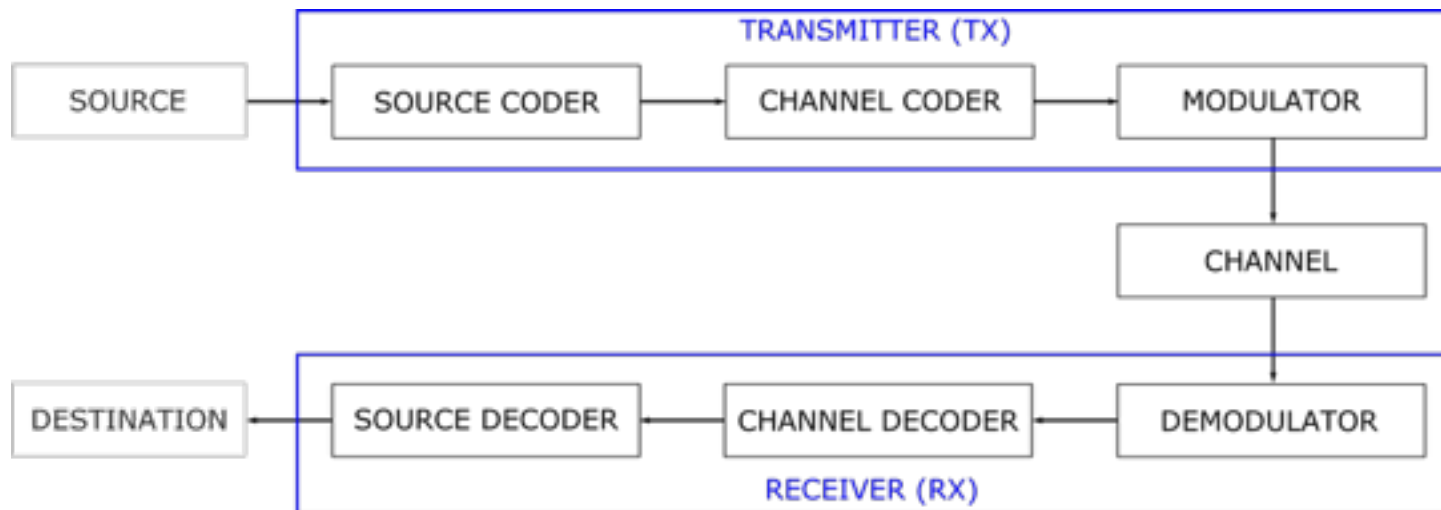 TRANSMITTER (TX)
SOURCE
SOURCE CODER
CHANNEL CODER
MODULATOR
CHANNEL
DESTINATION
SOURCE DECODER
CHANNEL DECODER
DEMODULATOR
RECEIVER (RX)